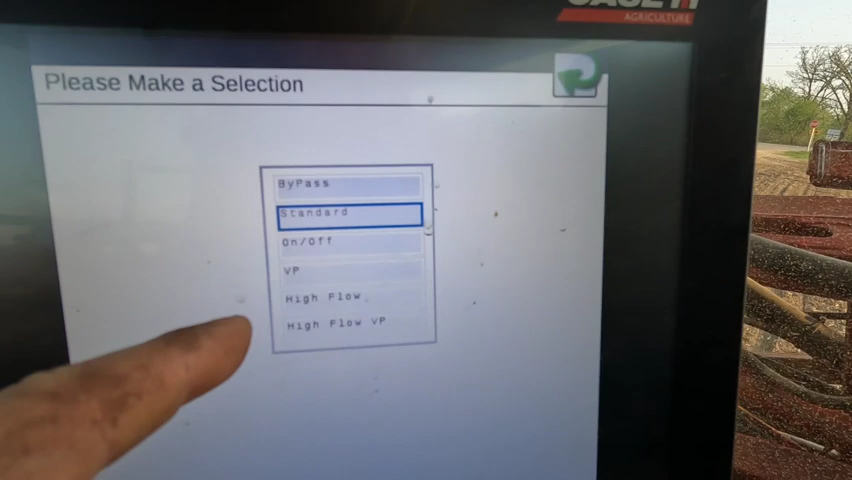 CASE IH
AGRICULTURE
Please Make a Selection
ByPass
Standard
On/Off
VP
High Flow
High Flow VP